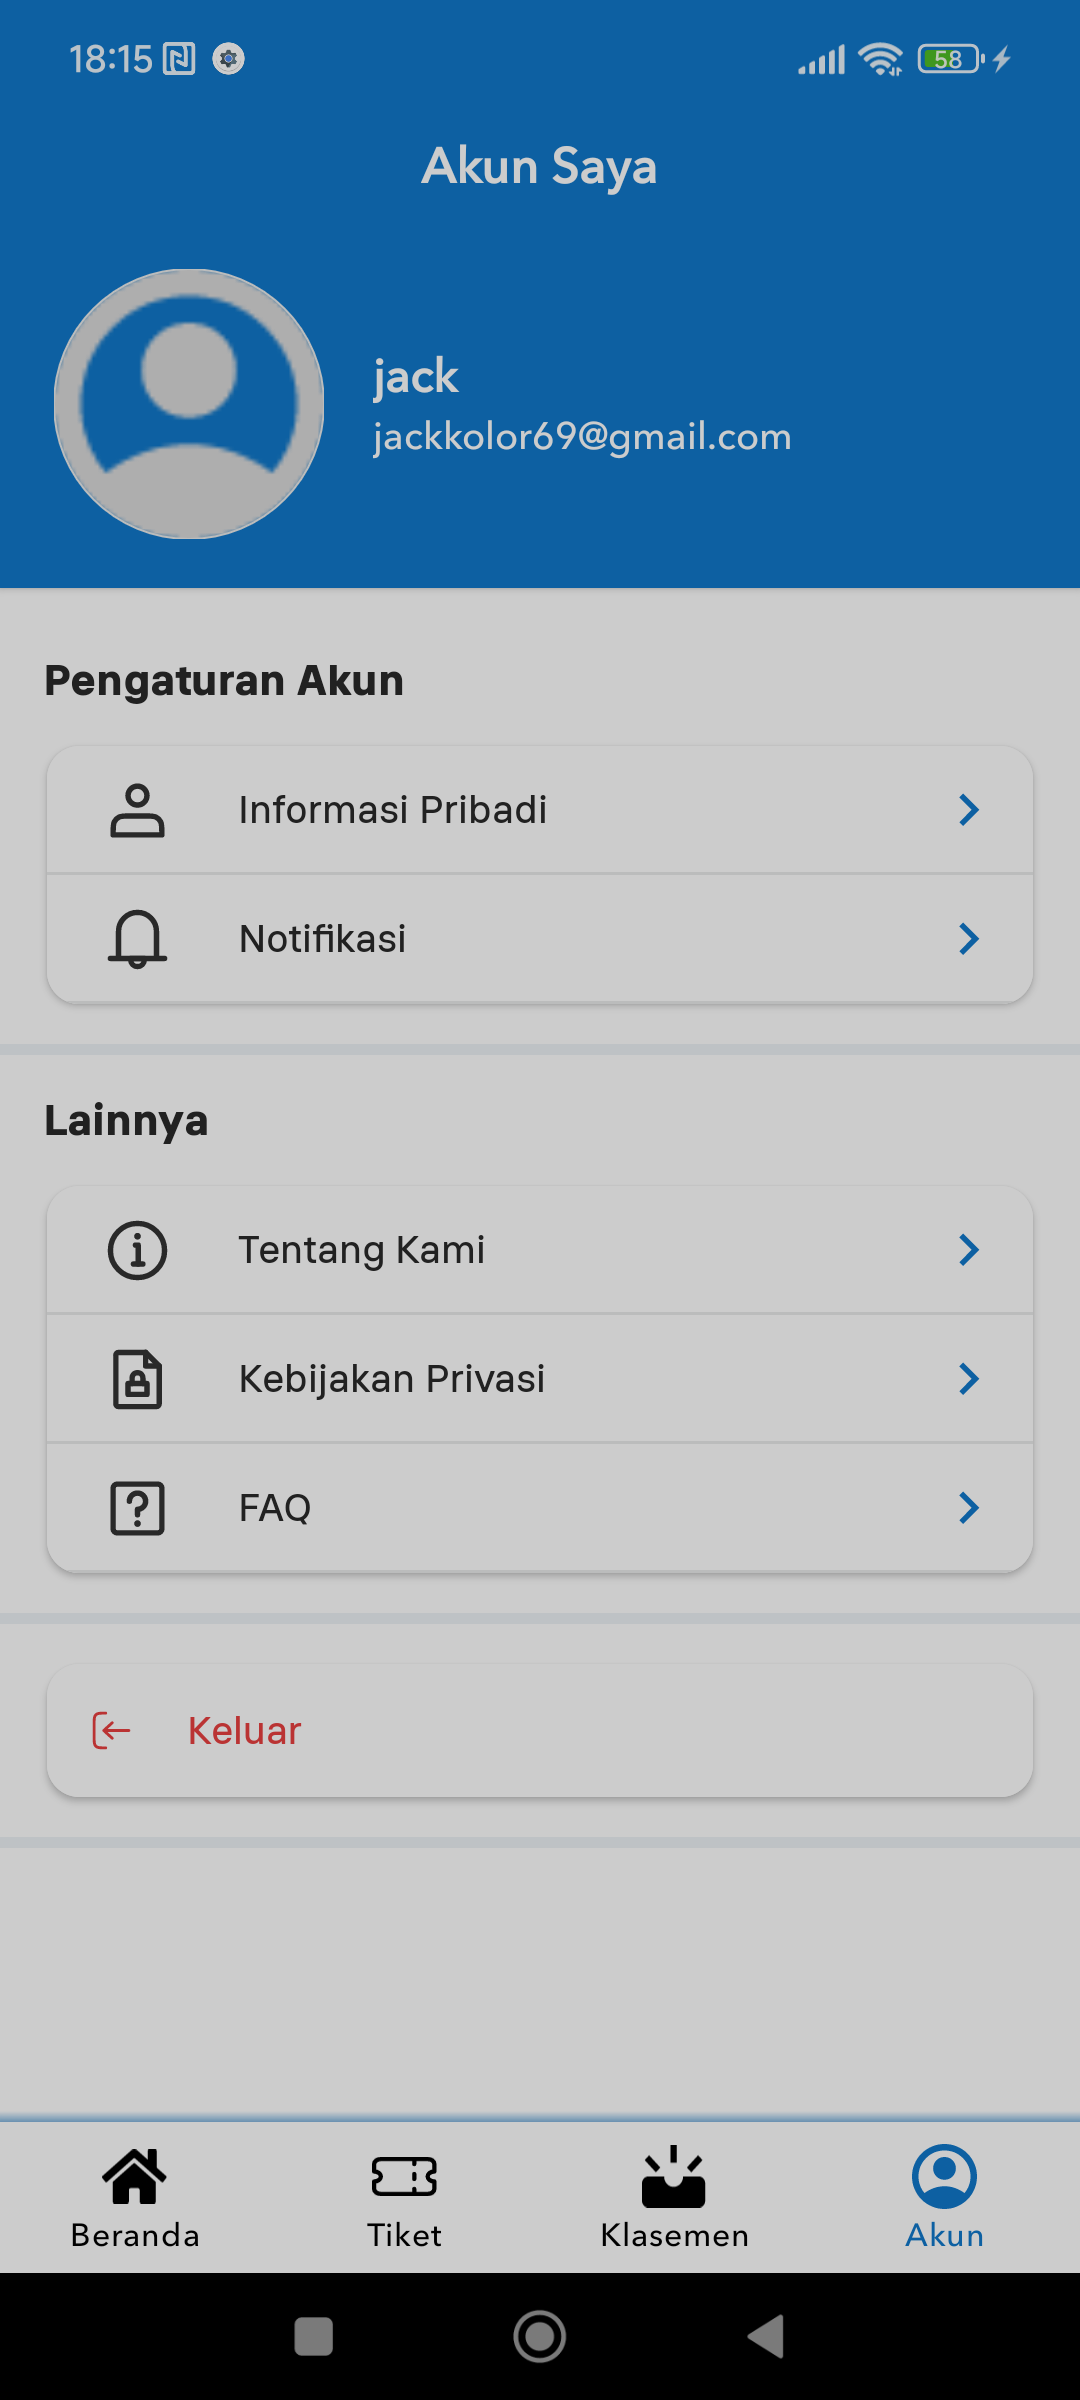 18:15
58
Akun Saya
jack
jackkolor69@gmail.com
Pengaturan Akun
Informasi Pribadi
Notifikasi
Lainnya
Tentang Kami
Kebijakan Privasi
FAQ
Keluar
Beranda
Tiket
Klasemen
Akun